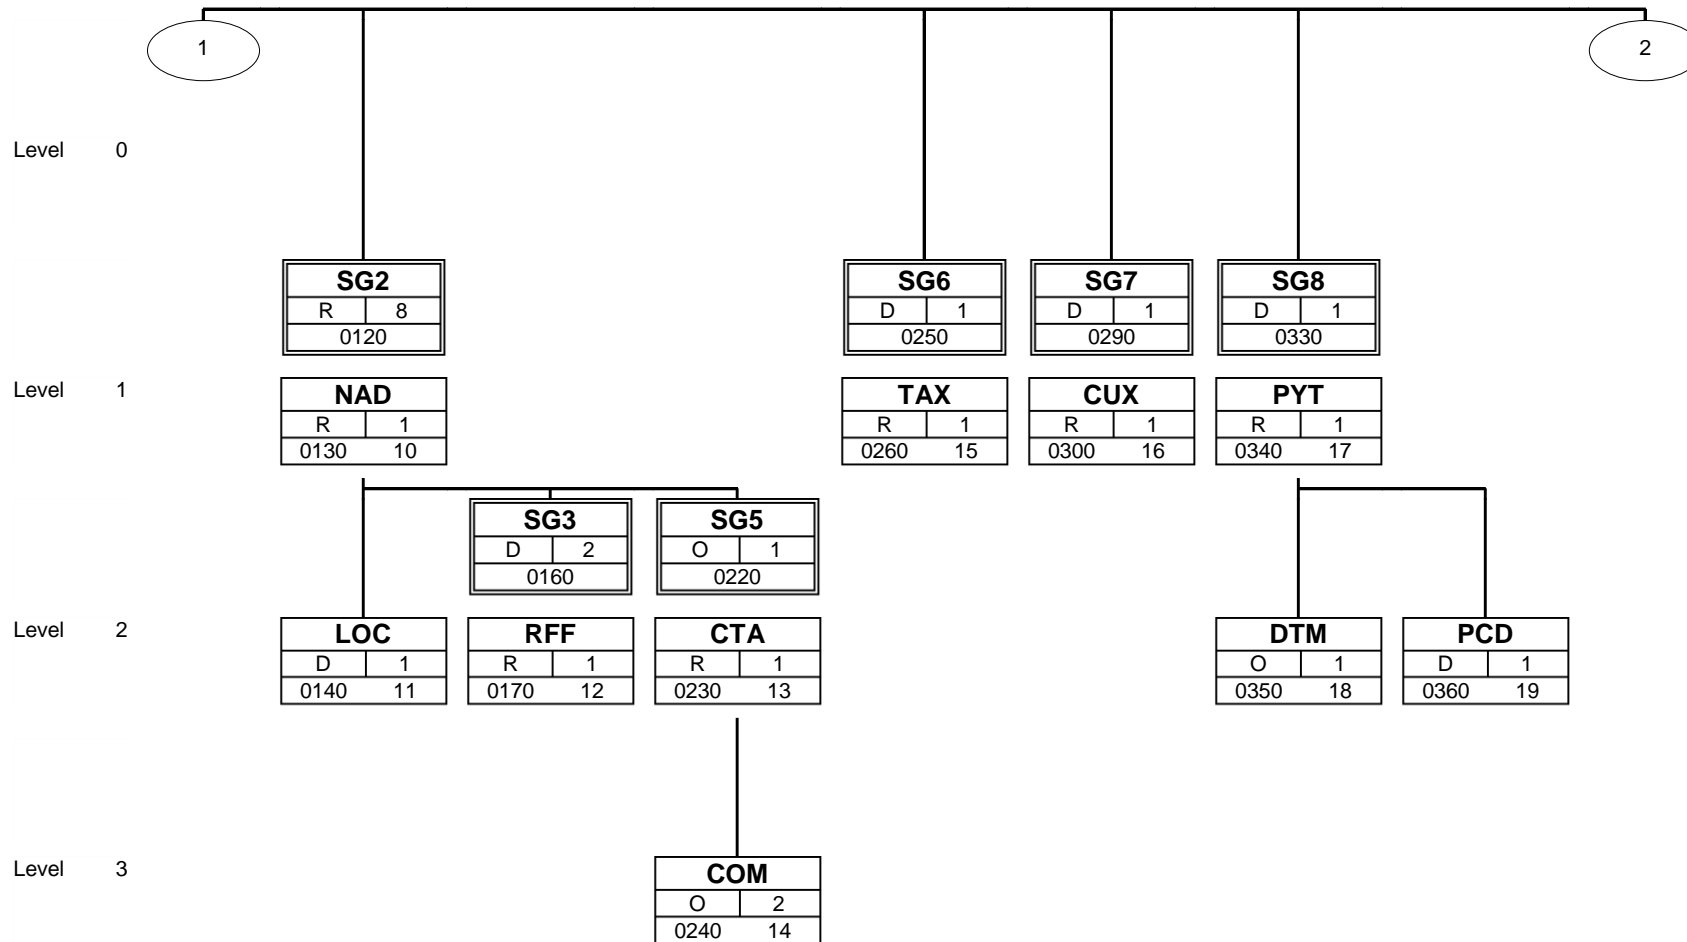 1 2
Level 0
SG2 SG6 SG7 SG8
R 8 D 1 D 1 D 1
0120 0250 0290 0330
Level 1
NAD TAX CUX PYT
R 1 R 1 R 1 R 1
0130 10 0260 15 0300 16 0340 17
SG3 SG5
D 2 O 1
0160 0220
Level 2
LOC RFF CTA DTM PCD
D 1 R 1 R 1 O 1 D 1
0140 11 0170 12 0230 13 0350 18 0360 19
Level 3
COM
O 2
0240 14